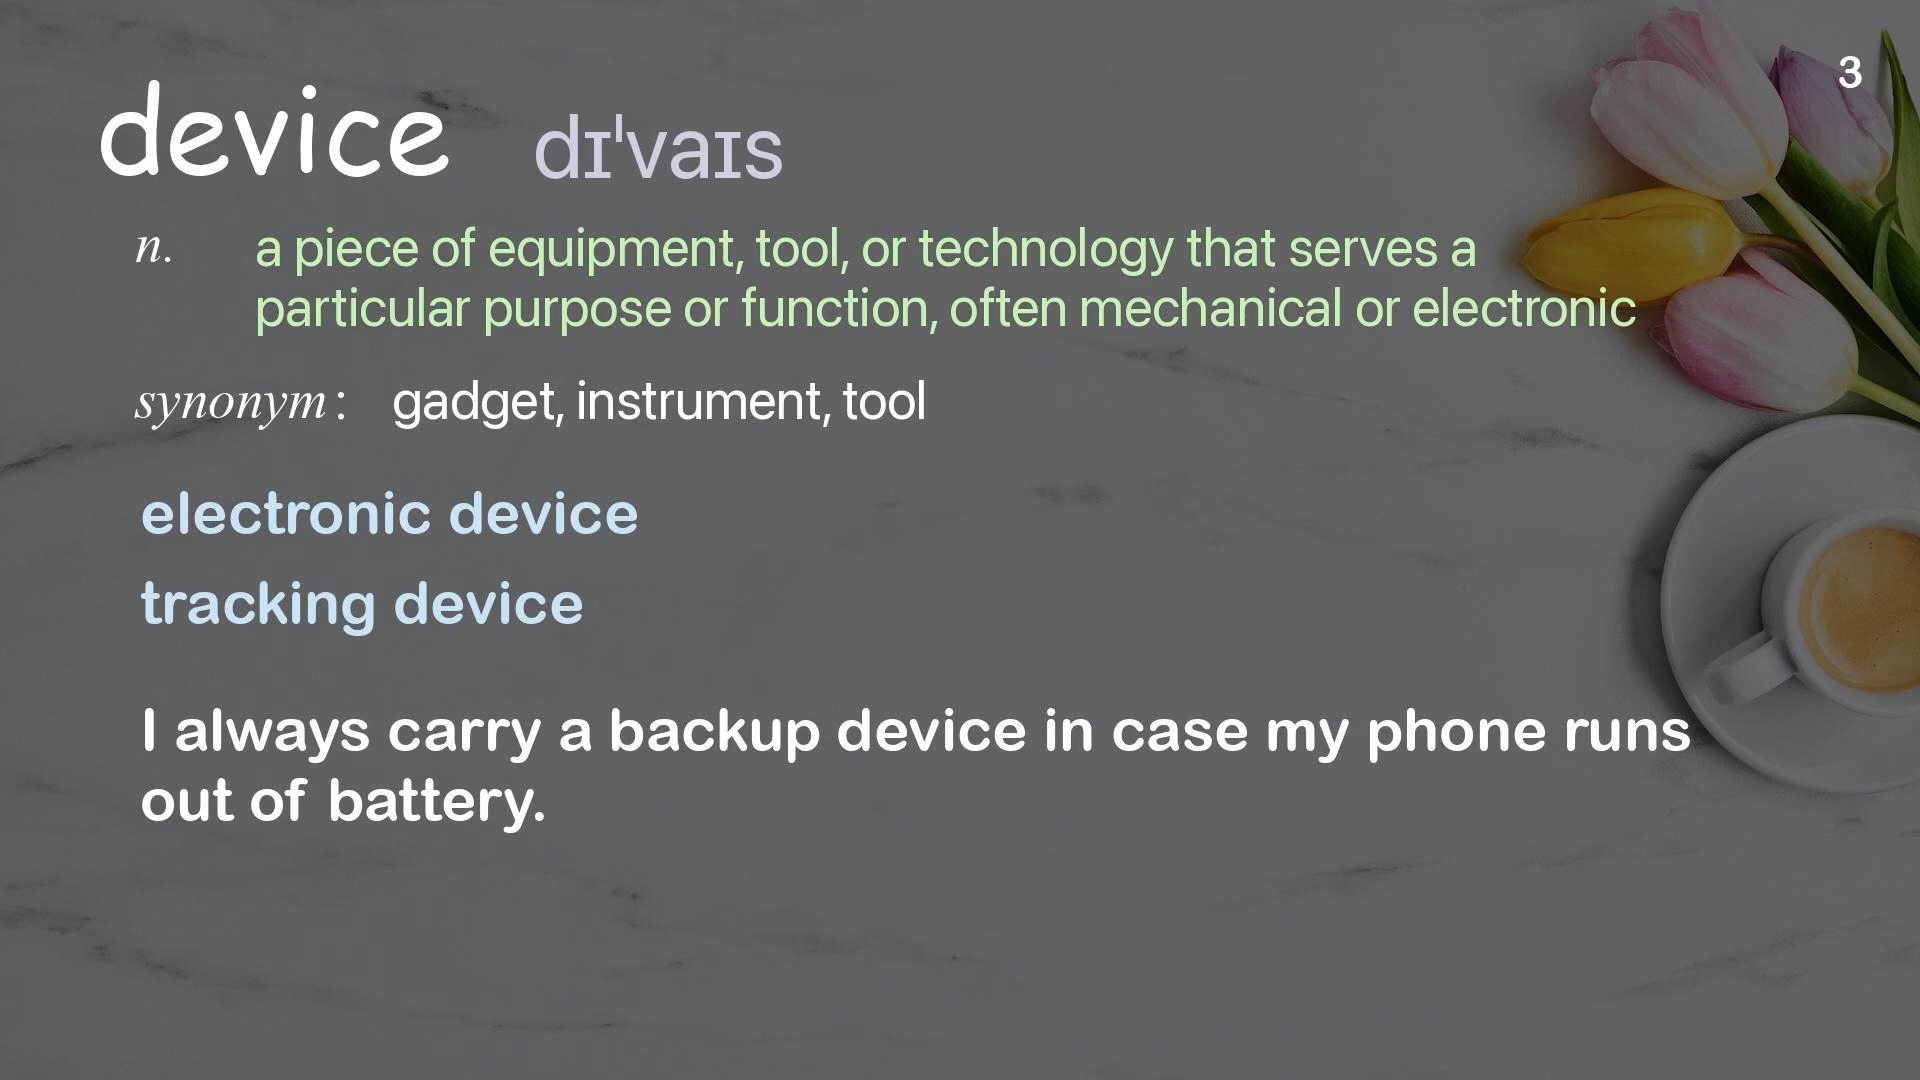 3
device dɪˈvaɪs
n. a piece of equipment, tool, or technology that serves a
particular purpose or function, often mechanical or electronic
synonym : gadget, instrument, tool
electronic device
tracking device
I always carry a backup device in case my phone runs
out of battery.